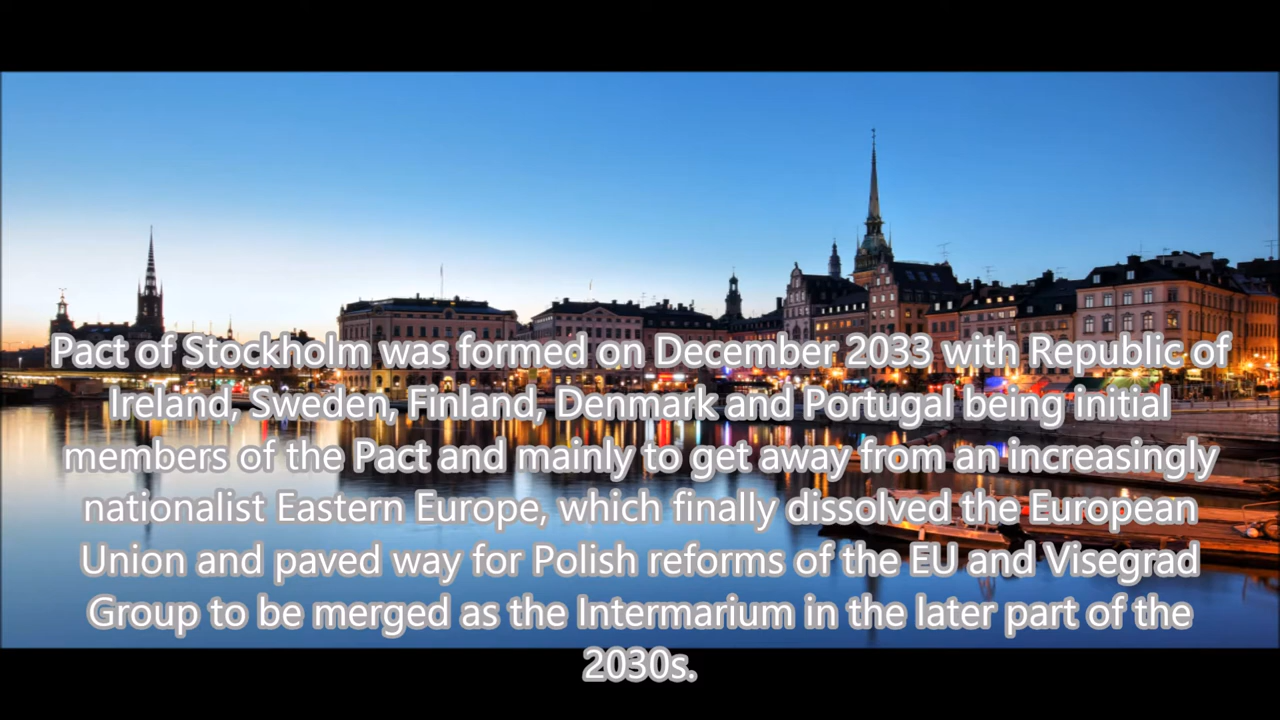 Pact of Stockholm was formed on December 2033 with Republic of
Ireland, Sweden, Finland, Denmark and Portugal being initial
members of the Pact and mainly to get away from an increasingly
nationalist Eastern Europe, which finally dissolved the European
Union and paved way for Polish reforms of the EU and Visegrad
Group to be merged as the Intermarium in the later part of the
2030s.